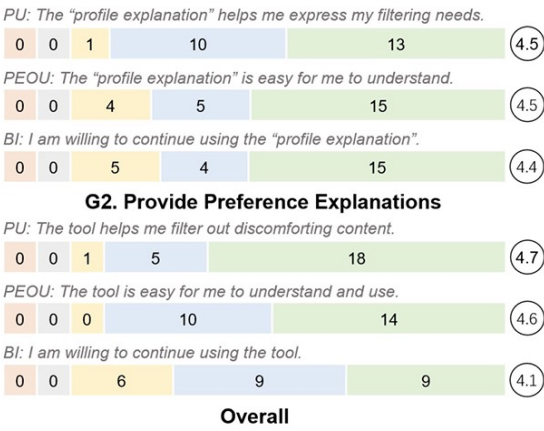 PU: The “profile explanation” helps me express my filtering needs.
0 0 1 10 13 4.5
PEOU: The “profile explanation” is easy for me to understand.
0 0 4 5 15 4.5
BI: I am willing to continue using the “profile explanation”.
0 0 5 4 15 4.4
G2. Provide Preference Explanations
PU: The tool helps me filter out discomforting content.
0 0 1 5 18 4.7
PEOU: The tool is easy for me to understand and use.
0 0 0 10 14 4.6
BI: I am willing to continue using the tool.
0 0 6 9 9 4.1
Overall